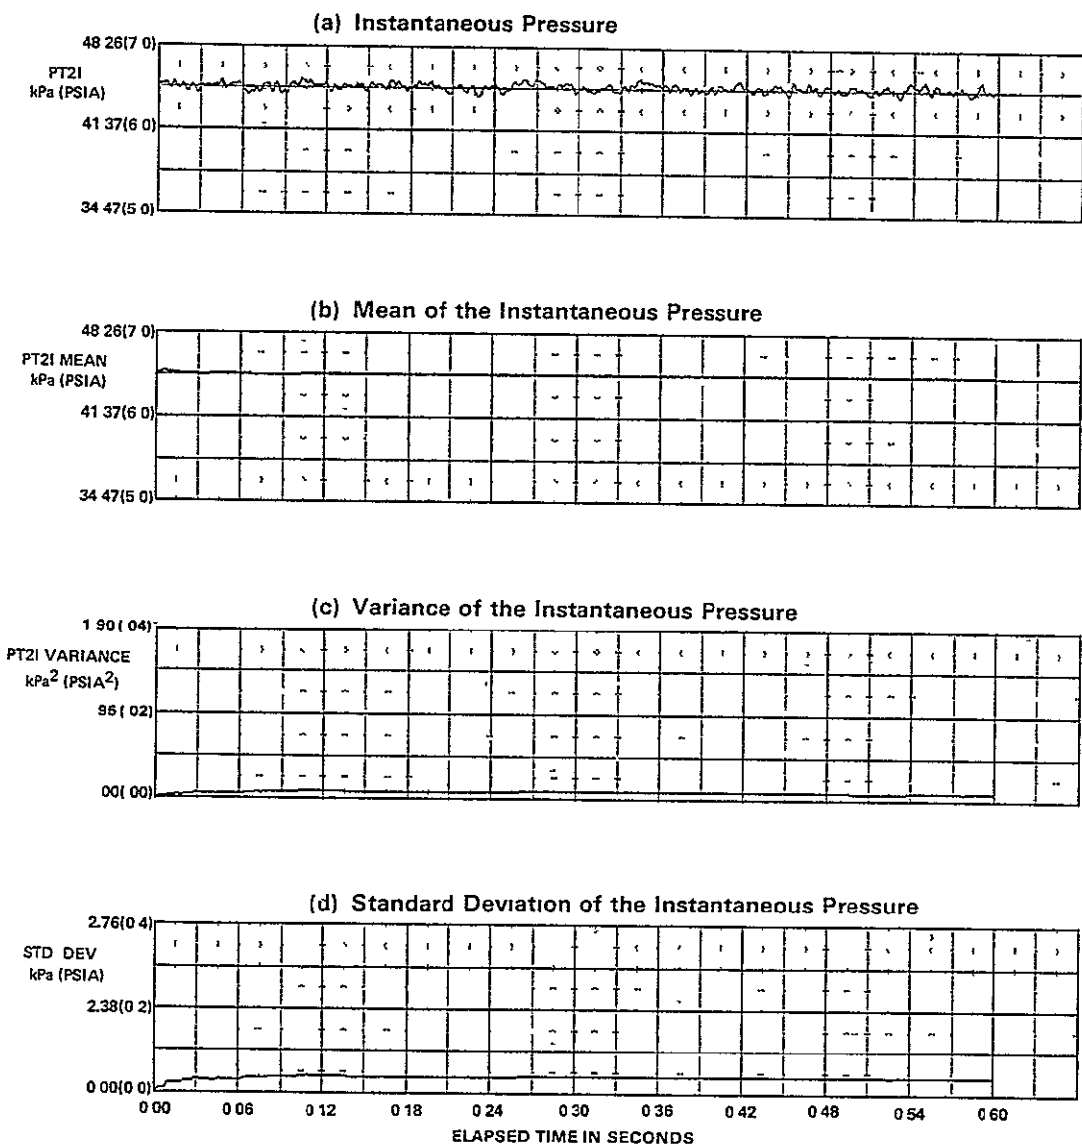 (a) Instantaneous Pressure
48 26(7 0)
PT2I
kPa (PSIA)
41 37(6 0)
34 47(5 0)
(b) Mean of the Instantaneous Pressure
48 26(7 0)
PT2I MEAN
kPa (PSIA)
41 37(6 0)
34 47(5 0)
(c) Variance of the Instantaneous Pressure
1 90 ( 04)
PT2I VARIANCE
kPa2 (PSIA2)
95 ( 02)
00( 00)
(d) Standard Deviation of the Instantaneous Pressure
2.76(0 4)
STD DEV
kPa (PSIA)
2.38(0 2)
0 00(0 0)
0 00 0 06 0 12 0 18 0 24 0 30 0 36 0 42 0 48 0 54 0 60
ELAPSED TIME IN SECONDS